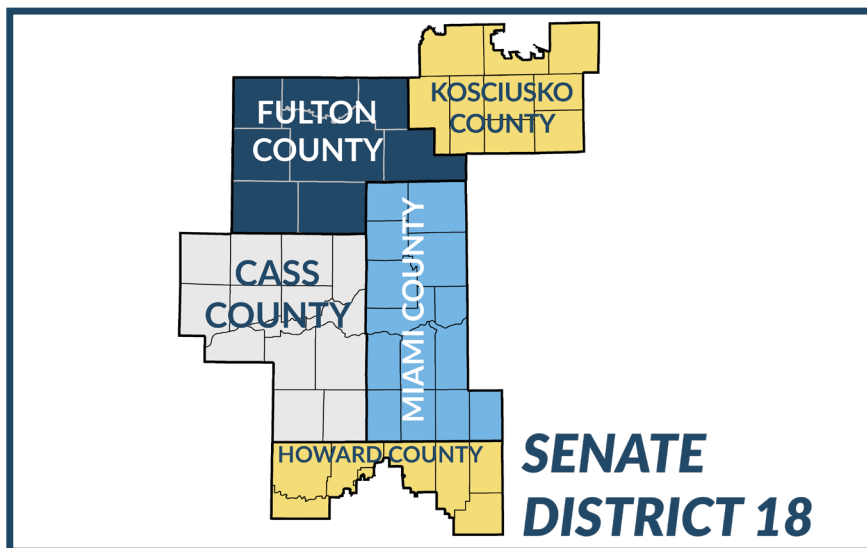 FULTON
COUNTY
KOSCIUSKO
COUNTY
CASS
COUNTY
MIAMI COUNTY
HOWARD COUNTY
SENATE
DISTRICT 18